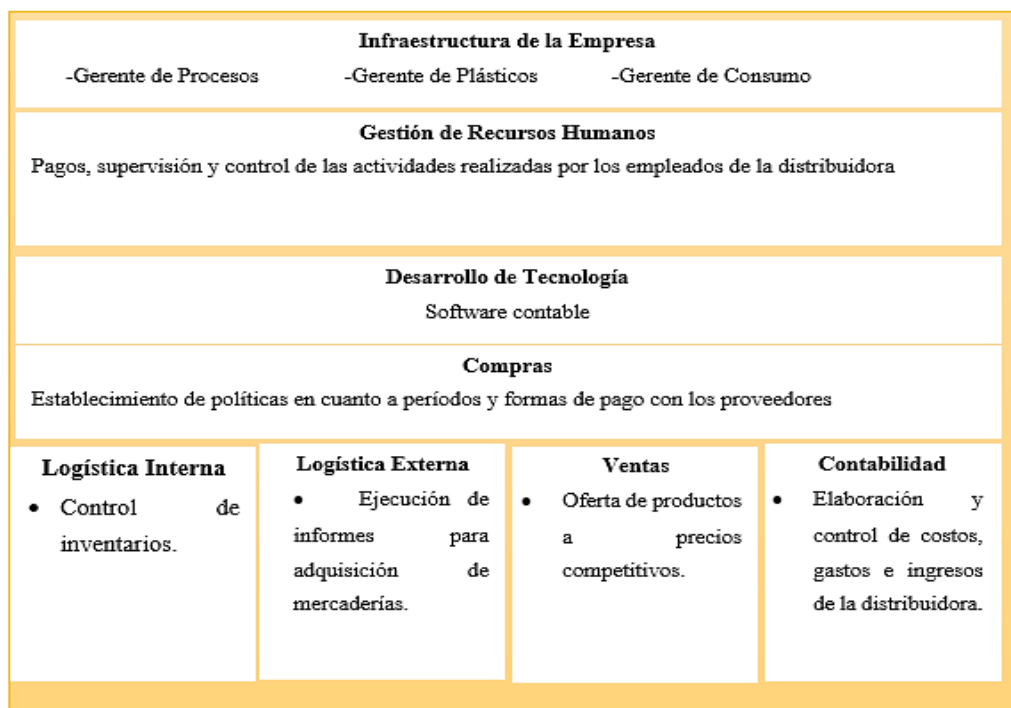 Infraestructura de la Empresa
-Gerente de Procesos -Gerente de Plásticos -Gerente de Consumo
Gestión de Recursos Humanos
Pagos, supervisión y control de las actividades realizadas por los empleados de la distribuidora
Desarrollo de Tecnología
Software contable
Compras
Establecimiento de políticas en cuanto a períodos y formas de pago con los proveedores
Logística Interna
• Control de
inventarios.
Logística Externa
• Ejecución de
informes para
adquisición de
mercaderías.
Ventas
• Oferta de productos
a precios
competitivos.
Contabilidad
• Elaboración y
control de costos,
gastos e ingresos
de la distribuidora.